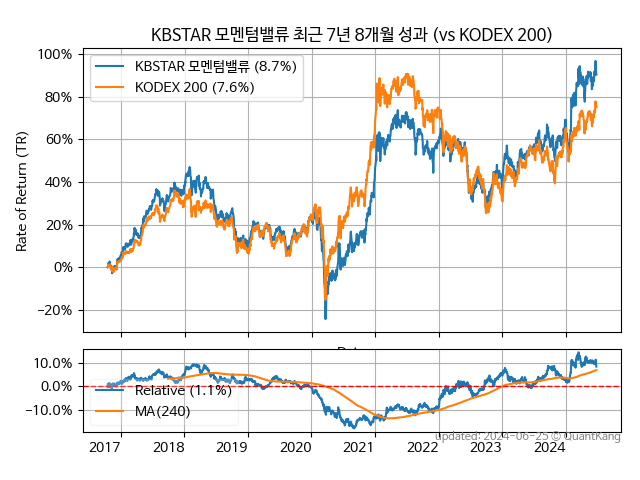 KBSTAR 모멘텀밸류 최근 7년 8개월 성과 (vs KODEX 200)
KBSTAR 모멘텀밸류 (8.7%)
KODEX 200 (7.6%)
Rate of Return (TR)
100%
80%
60%
40%
20%
0%
−20%
10.0%
0.0%
−10.0%
Relative (1.1%)
MA(240)
Updated: 2024-06-25 © QuantKang
2017 2018 2019 2020 2021 2022 2023 2024